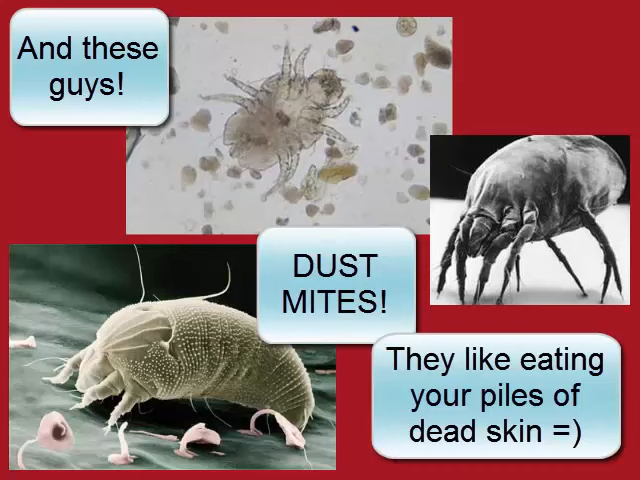 And these
guys!
DUST
MITES!
They like eating
your piles of
dead skin =)